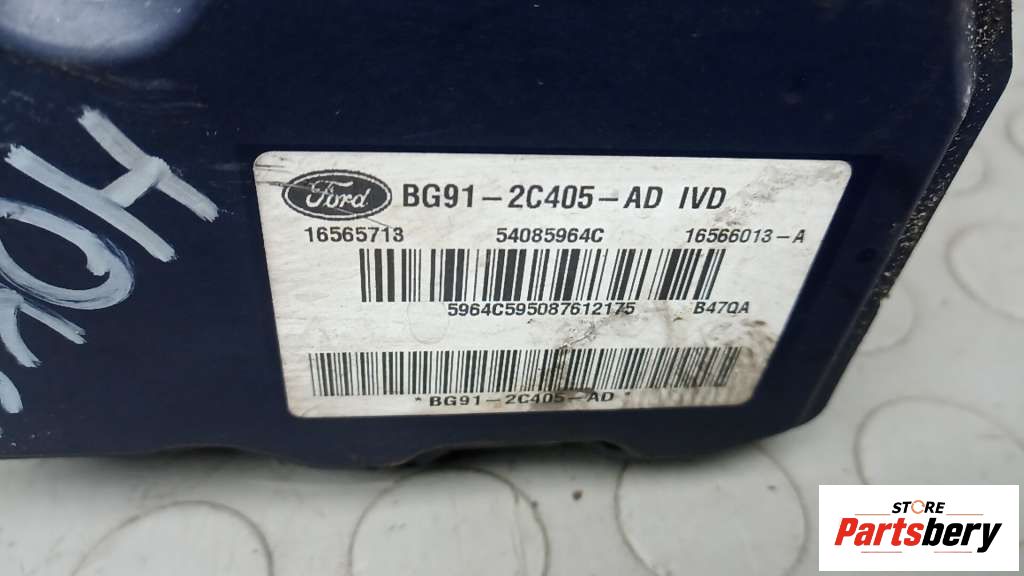 Ford BG91-2C405-AD IVD
16565713 54085964C 16566013-A
5964C595087612175 B47QA
* BG91-2C405-AD *
STORE
Partsbery